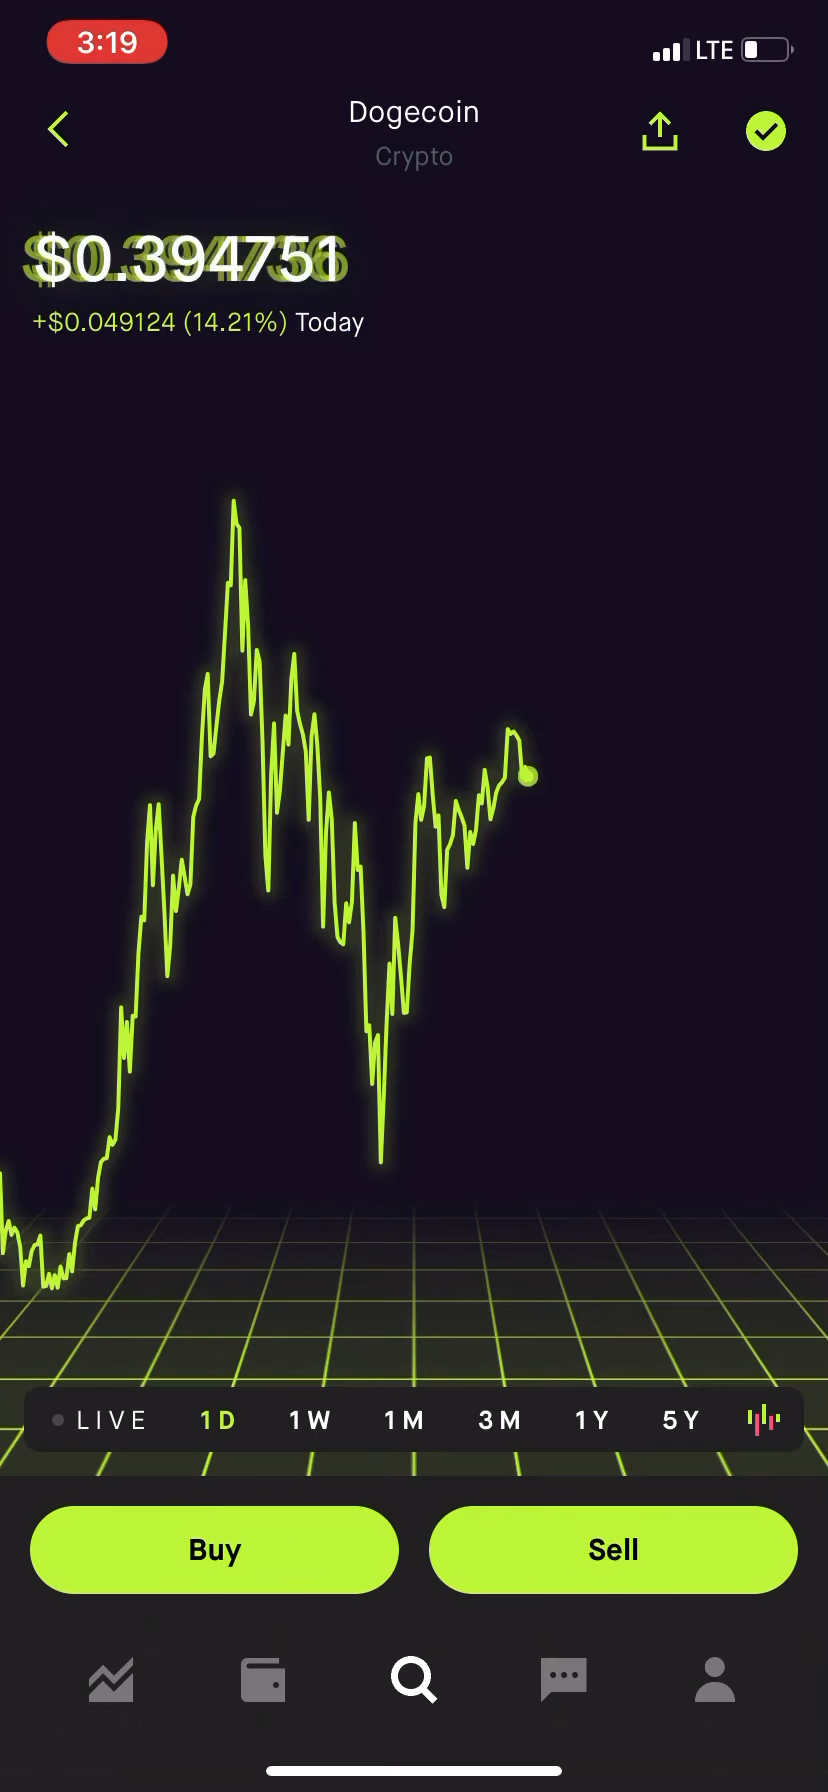 3:19
LTE
Dogecoin
Crypto
$0.394751
+$0.049124 (14.21%) Today
LIVE 1D 1W 1M 3M 1Y 5Y
Buy Sell